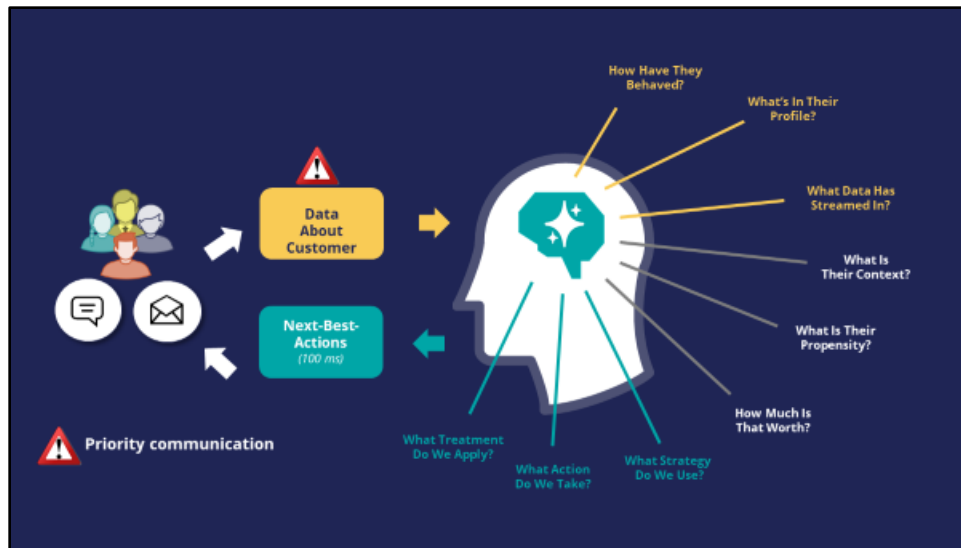 How Have They
Behaved?
What's In Their
Profile?
Data
About
Customer
What Data Has
Streamed In?
What Is
Their Context?
Next-Best-
Actions
(100 ms)
What Is Their
Propensity?
How Much Is
That Worth?
Priority communication
What Treatment
Do We Apply?
What Action
Do We Take?
What Strategy
Do We Use?